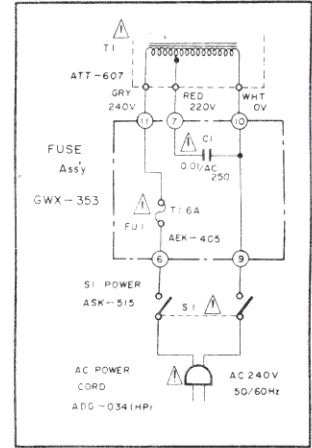 T1
ATT-607
GRY
240V
RED
220V
WHT
0V
11
7
10
FUSE
Ass'y
GWX-353
C1
0.01/AC
250
T1.6A
FU1
AEK-405
6
9
S1 POWER
ASK-515
S1
AC POWER
CORD
ADG-034(HP)
AC 240V
50/60Hz